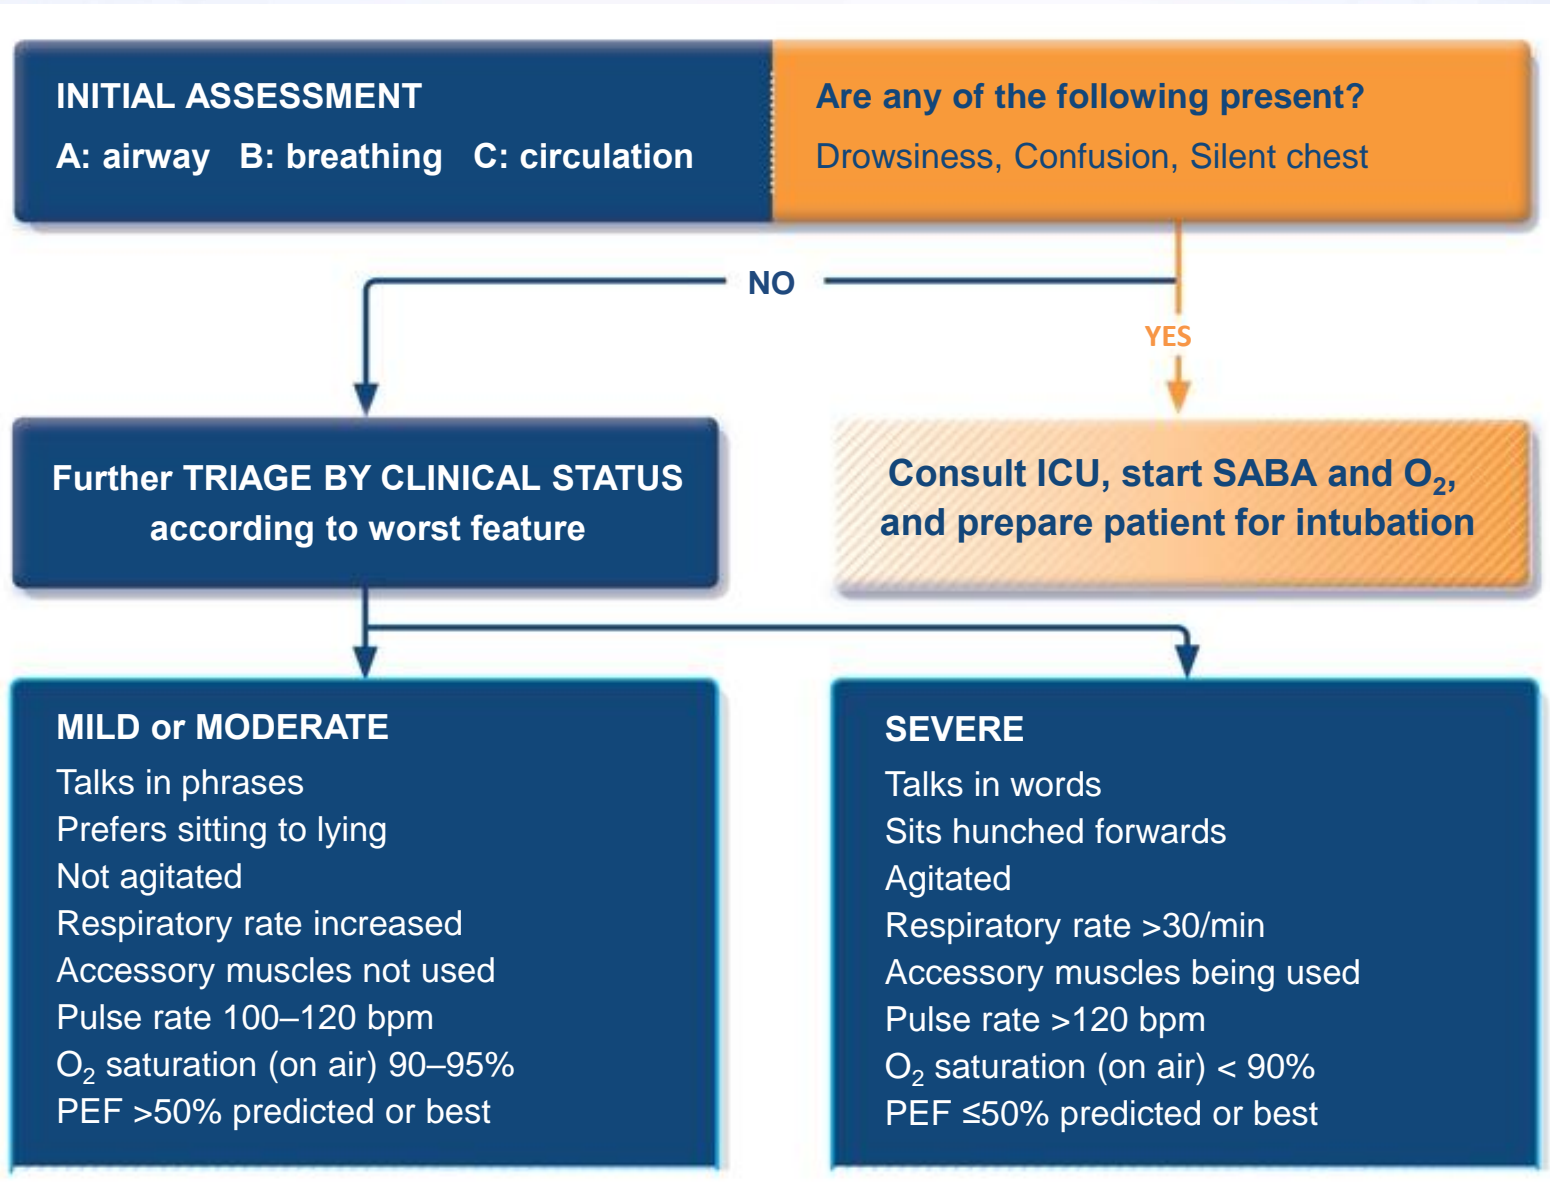 INITIAL ASSESSMENT
A: airway B: breathing C: circulation
Are any of the following present?
Drowsiness, Confusion, Silent chest
NO
YES
Further TRIAGE BY CLINICAL STATUS
according to worst feature
Consult ICU, start SABA and O₂,
and prepare patient for intubation
MILD or MODERATE
Talks in phrases
Prefers sitting to lying
Not agitated
Respiratory rate increased
Accessory muscles not used
Pulse rate 100–120 bpm
O₂ saturation (on air) 90–95%
PEF >50% predicted or best
SEVERE
Talks in words
Sits hunched forwards
Agitated
Respiratory rate >30/min
Accessory muscles being used
Pulse rate >120 bpm
O₂ saturation (on air) < 90%
PEF ≤50% predicted or best